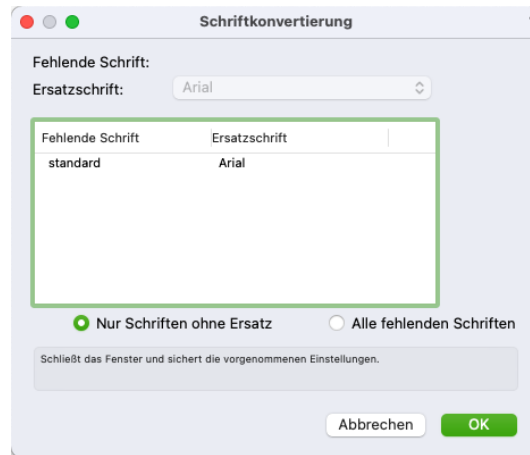 Schriftkonvertierung
Fehlende Schrift:
Ersatzschrift: Arial
Fehlende Schrift Ersatzschrift
standard Arial
Nur Schriften ohne Ersatz Alle fehlenden Schriften
Schließt das Fenster und sichert die vorgenommenen Einstellungen.
Abbrechen OK